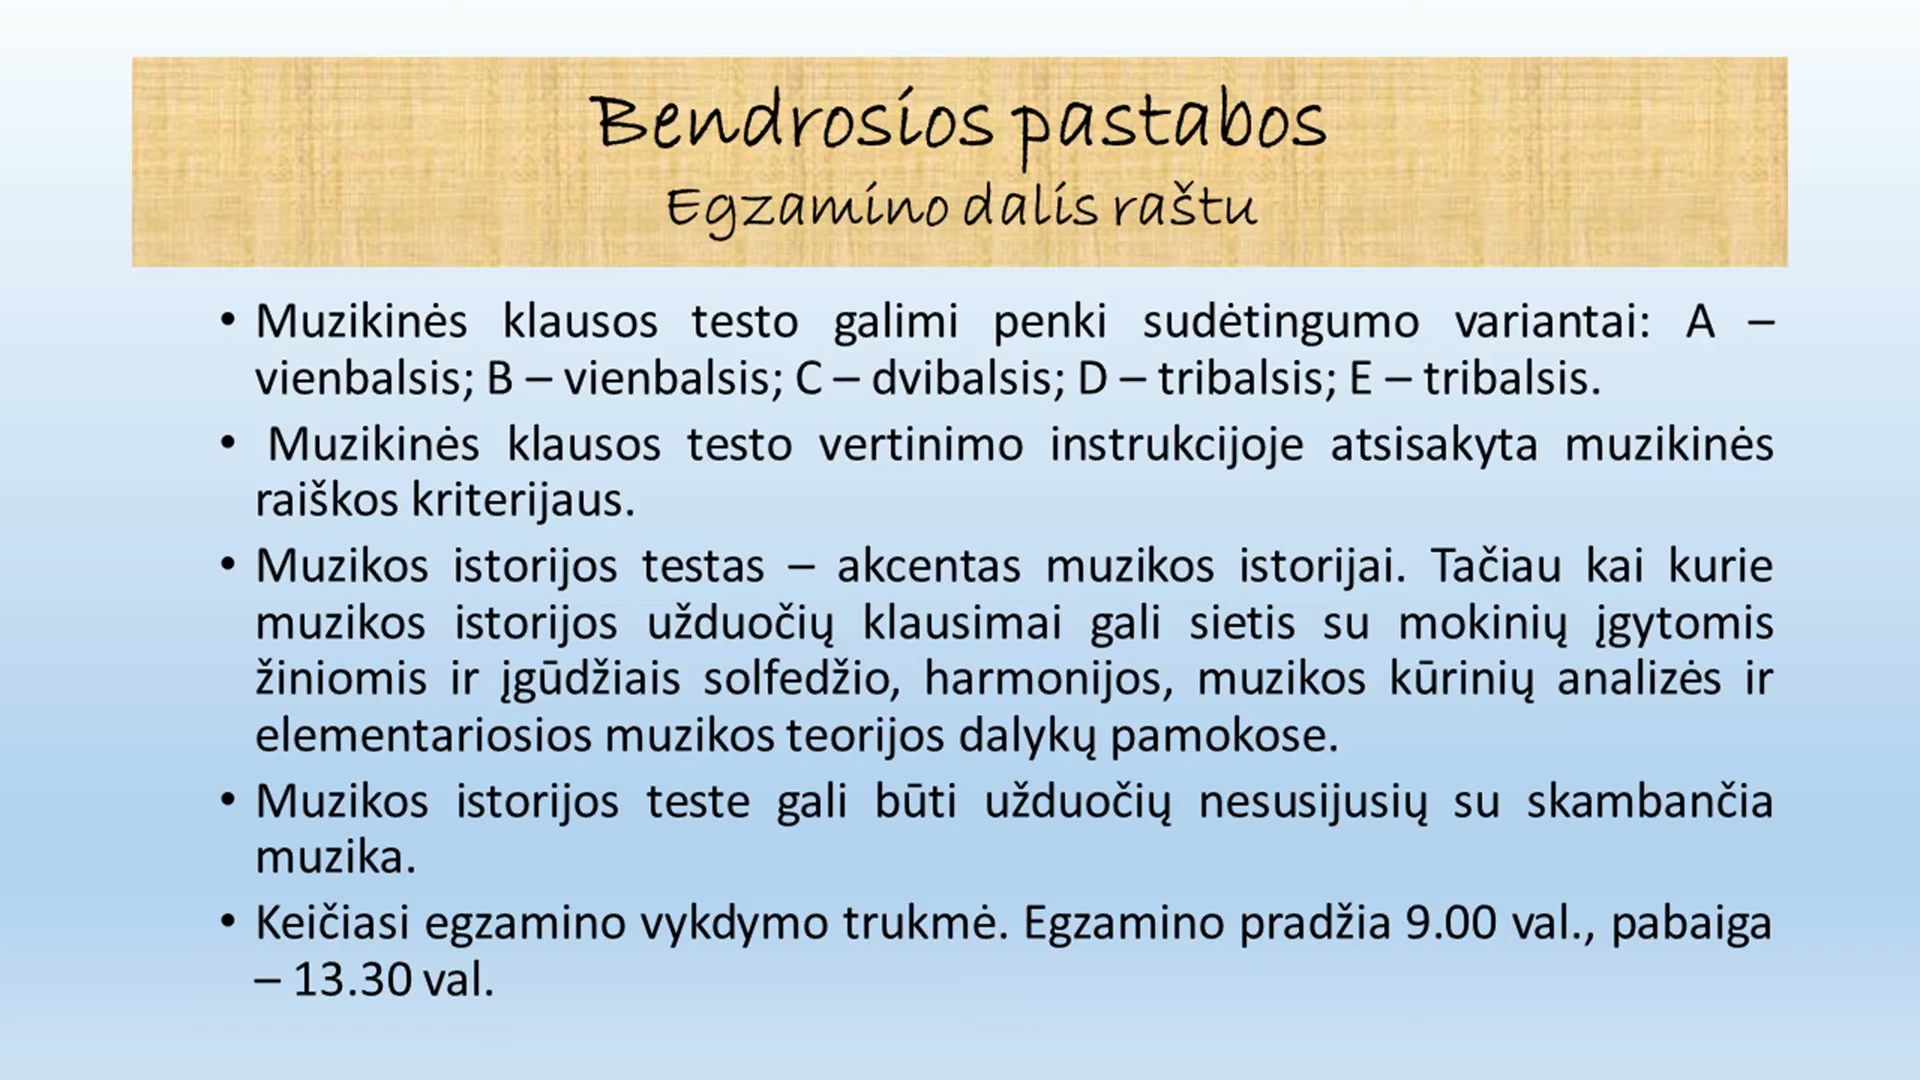 Bendrosios pastabos
Egzamino dalis raštu
• Muzikinės klausos testo galimi penki sudėtingumo variantai: A –
vienbalsis; B – vienbalsis; C – dvibalsis; D – tribalsis; E – tribalsis.
• Muzikinės klausos testo vertinimo instrukcijoje atsisakyta muzikinės
raiškos kriterijaus.
• Muzikos istorijos testas – akcentas muzikos istorijai. Tačiau kai kurie
muzikos istorijos užduočių klausimai gali sietis su mokinių įgytomis
žiniomis ir įgūdžiais solfedžio, harmonijos, muzikos kūrinių analizės ir
elementariosios muzikos teorijos dalykų pamokose.
• Muzikos istorijos teste gali būti užduočių nesusijusių su skambančia
muzika.
• Keičiasi egzamino vykdymo trukmė. Egzamino pradžia 9.00 val., pabaiga
– 13.30 val.